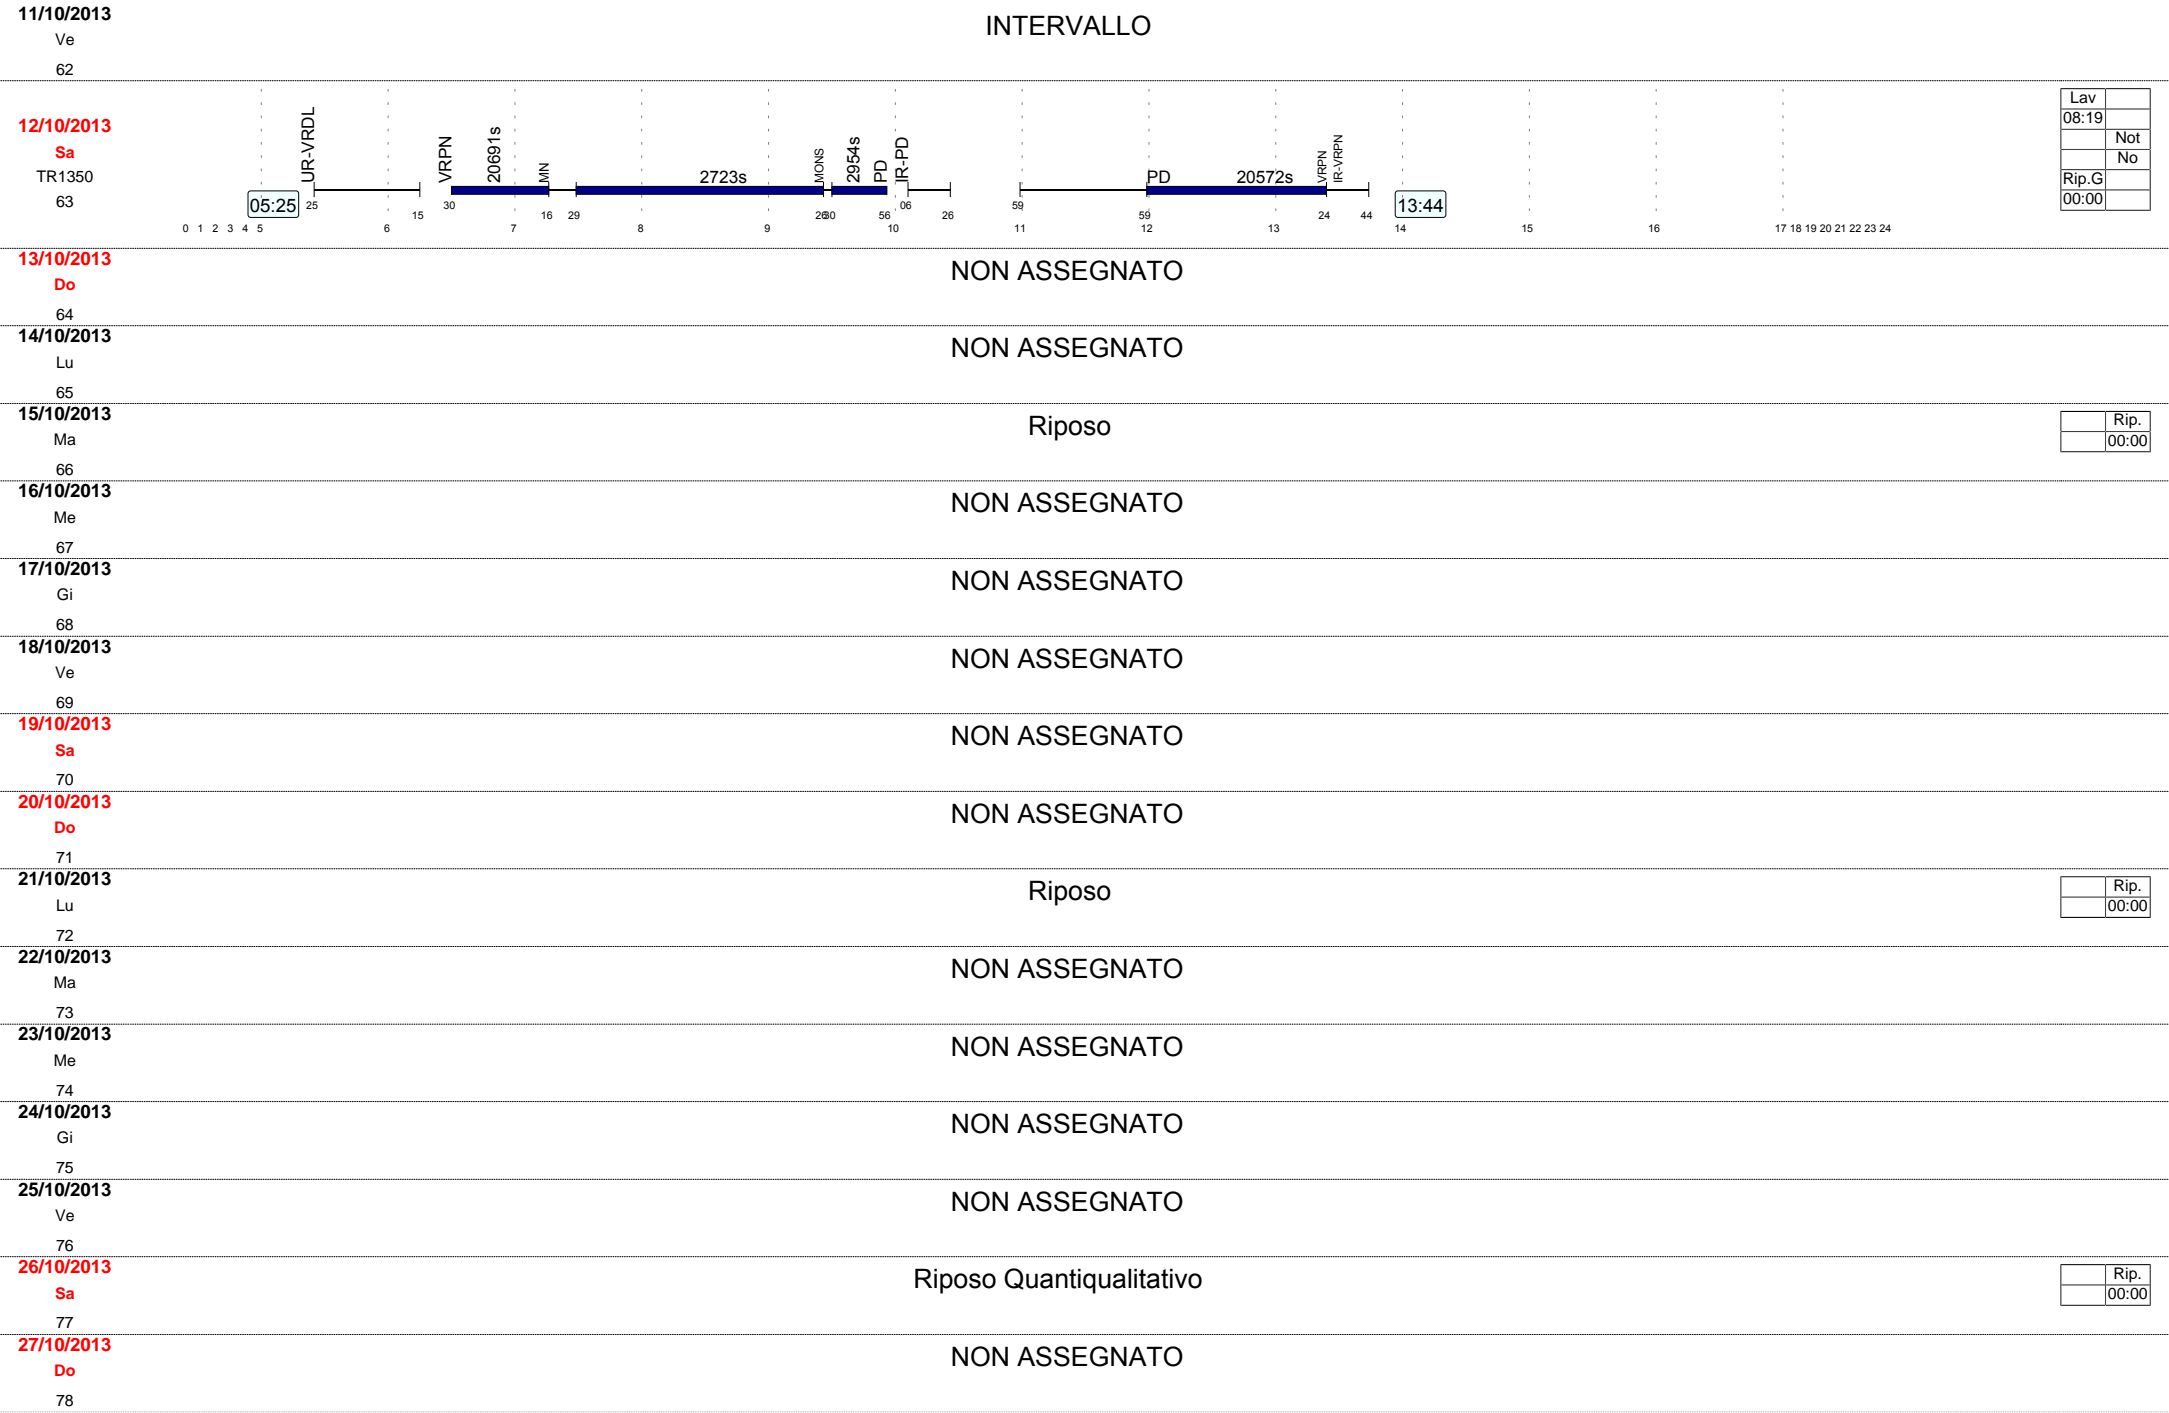 11/10/2013
Ve
62
INTERVALLO
12/10/2013
Sa
TR1350
63
05:25
UR-VRDL
VRPN
20691s
MN
2723s
MONS
2954s
PD
IR-PD
PD
20572s
VRPN
IR-VRPN
13:44
25 15 30 16 29 26 30 56 06 26 59 59 24 44
0 1 2 3 4 5 6 7 8 9 10 11 12 13 14 15 16 17 18 19 20 21 22 23 24
Lav
08:19
Not
No
Rip.G
00:00
13/10/2013
Do
64
NON ASSEGNATO
14/10/2013
Lu
65
NON ASSEGNATO
15/10/2013
Ma
66
Riposo
Rip.
00:00
16/10/2013
Me
67
NON ASSEGNATO
17/10/2013
Gi
68
NON ASSEGNATO
18/10/2013
Ve
69
NON ASSEGNATO
19/10/2013
Sa
70
NON ASSEGNATO
20/10/2013
Do
71
NON ASSEGNATO
21/10/2013
Lu
72
Riposo
Rip.
00:00
22/10/2013
Ma
73
NON ASSEGNATO
23/10/2013
Me
74
NON ASSEGNATO
24/10/2013
Gi
75
NON ASSEGNATO
25/10/2013
Ve
76
NON ASSEGNATO
26/10/2013
Sa
77
Riposo Quantiqualitativo
Rip.
00:00
27/10/2013
Do
78
NON ASSEGNATO